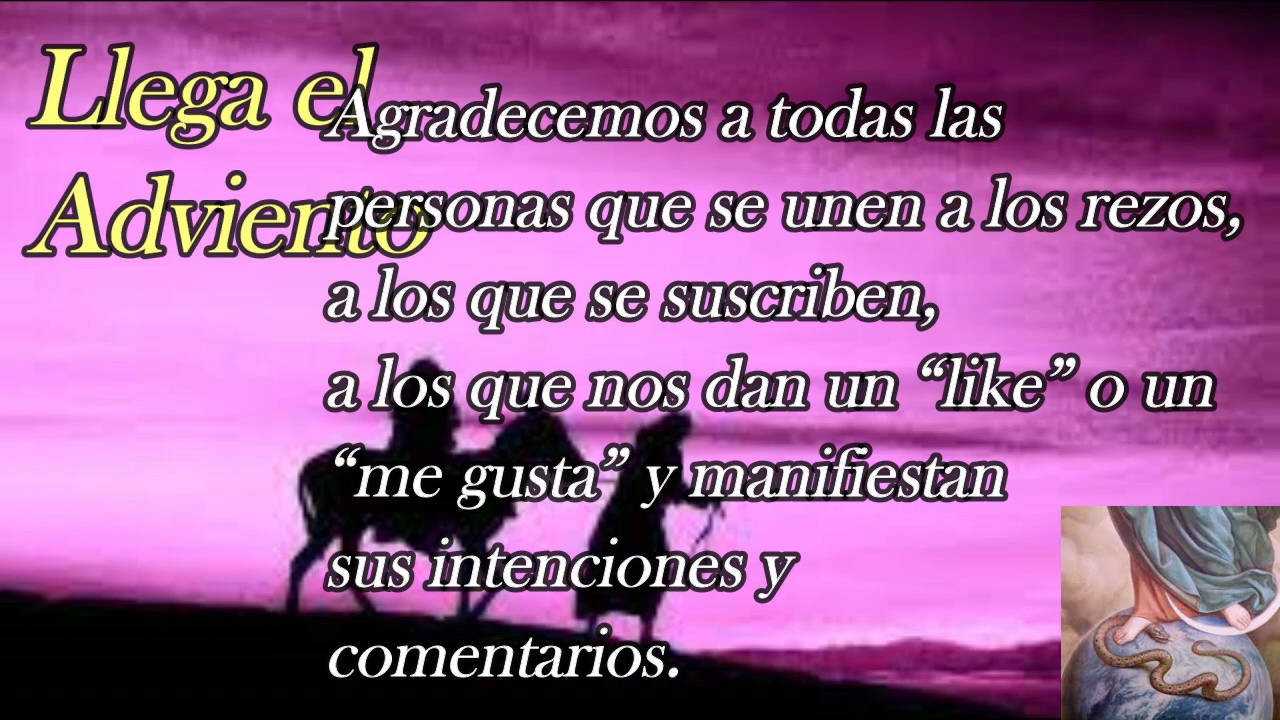 Llega el
Adviento
Agradecemos a todas las
personas que se unen a los rezos,
a los que se suscriben,
a los que nos dan un “like” o un
“me gusta” y manifiestan
sus intenciones y
comentarios.